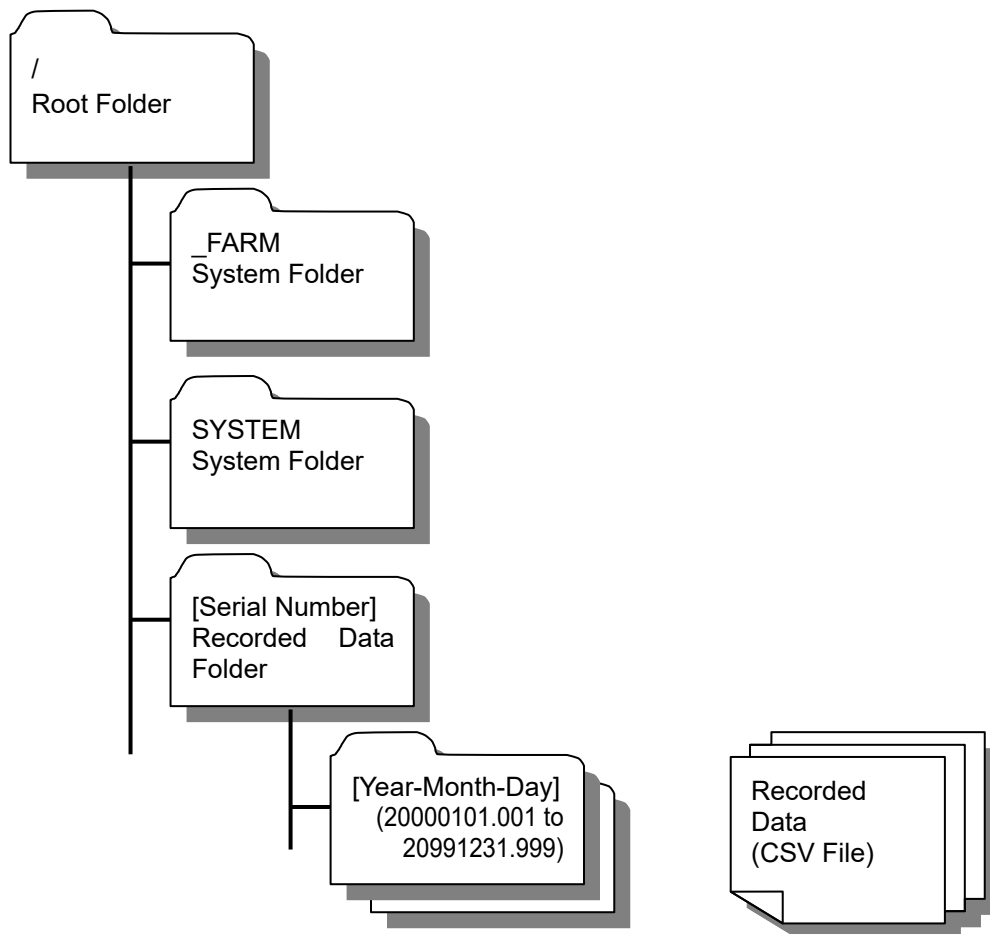 /
Root Folder
_FARM
System Folder
SYSTEM
System Folder
[Serial Number]
Recorded Data
Folder
[Year-Month-Day]
(20000101.001 to
20991231.999)
Recorded
Data
(CSV File)